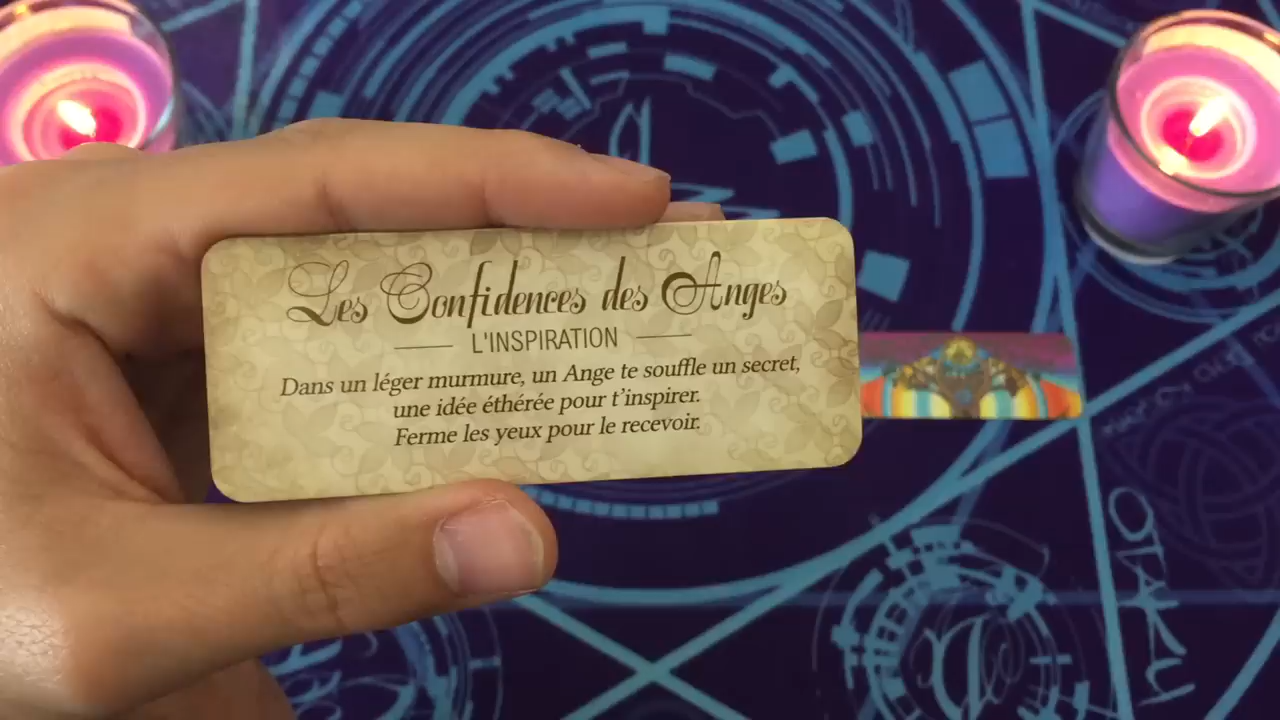 Les Confidences des Anges
L'INSPIRATION
Dans un léger murmure, un Ange te souffle un secret,
une idée éthérée pour t'inspirer.
Ferme les yeux pour le recevoir.